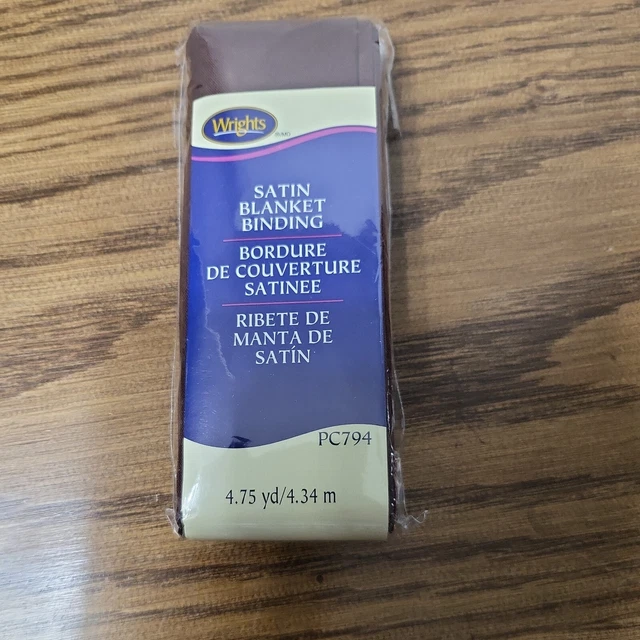 Wrights
SATIN
BLANKET
BINDING
BORDURE
DE COUVERTURE
SATINEE
RIBETE DE
MANTA DE
SATÍN
PC794
4.75 yd/4.34 m